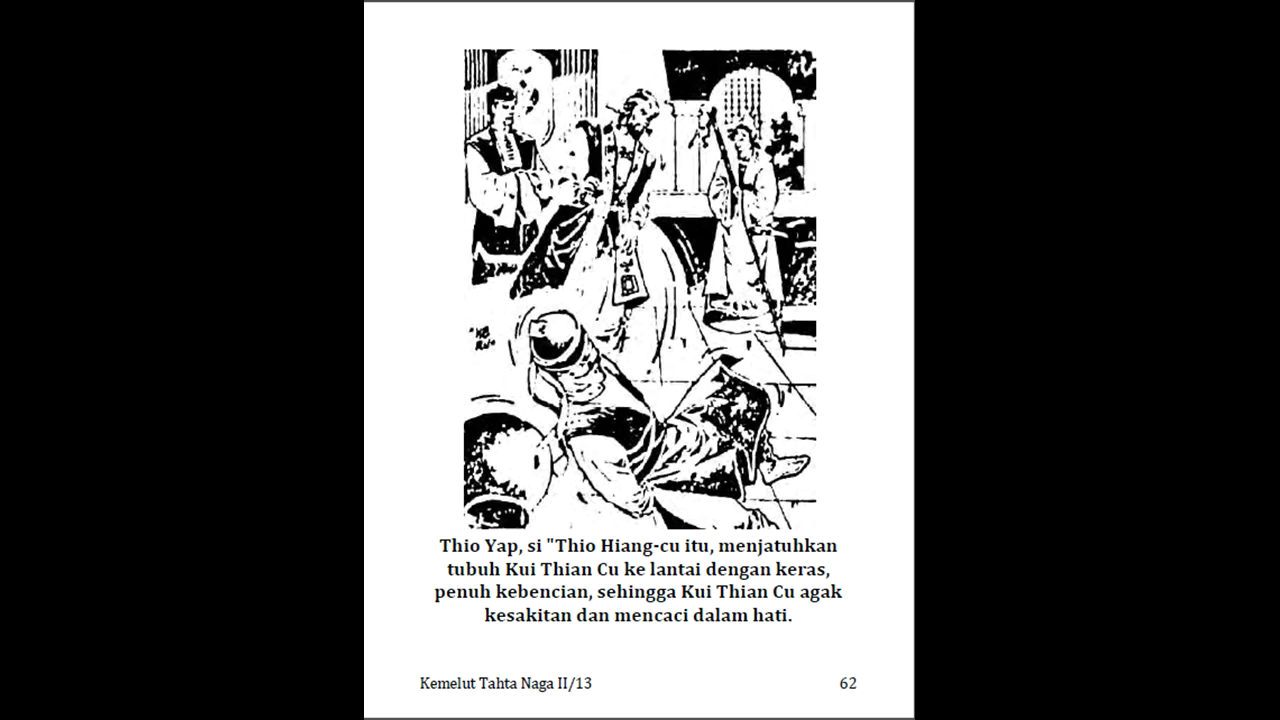 Thio Yap, si "Thio Hiang-cu itu, menjatuhkan
tubuh Kui Thian Cu ke lantai dengan keras,
penuh kebencian, sehingga Kui Thian Cu agak
kesakitan dan mencaci dalam hati.
Kemelut Tahta Naga II/13
62